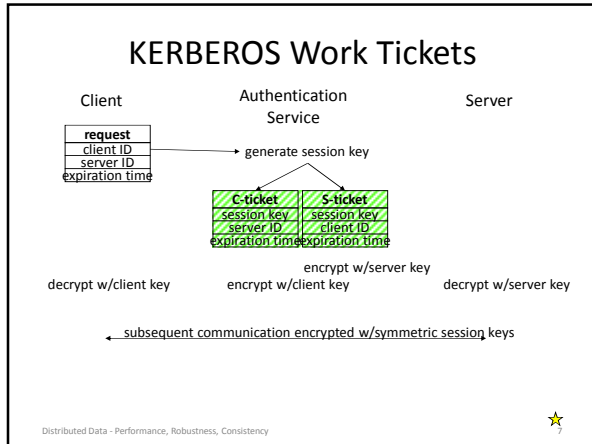 KERBEROS Work Tickets
Client
Authentication
Service
Server
request
client ID
server ID
expiration time
generate session key
C-ticket
session key
server ID
expiration time
S-ticket
session key
client ID
expiration time
encrypt w/server key
decrypt w/client key
encrypt w/client key
decrypt w/server key
subsequent communication encrypted w/symmetric session keys
Distributed Data - Performance, Robustness, Consistency
7